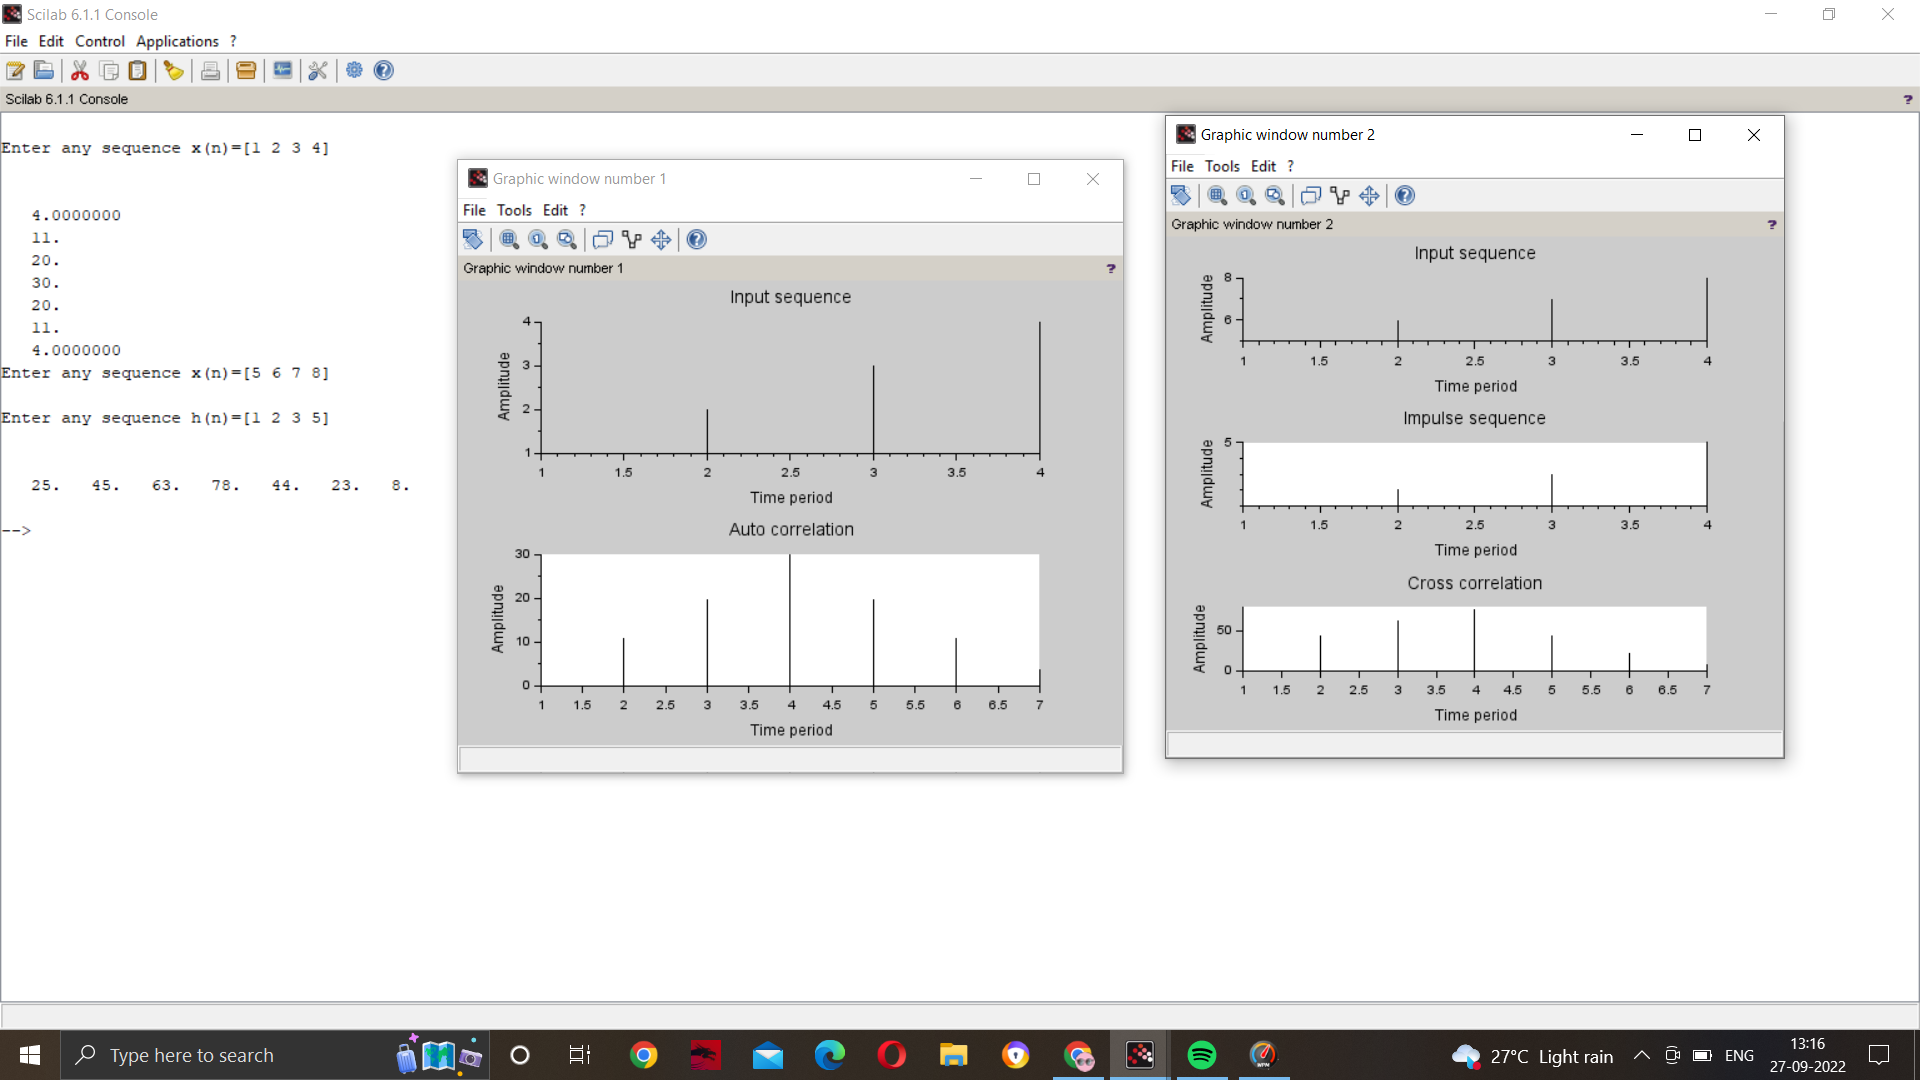 Scilab 6.1.1 Console
File Edit Control Applications ?
Scilab 6.1.1 Console ?
Enter any sequence x(n)=[1 2 3 4]
4.0000000
11.
20.
30.
20.
11.
4.0000000
Enter any sequence x(n)=[5 6 7 8]
Enter any sequence h(n)=[1 2 3 5]
25. 45. 63. 78. 44. 23. 8.
-->
Graphic window number 1
File Tools Edit ?
Graphic window number 1 ?
Input sequence
Amplitude
4
3
2
1
1 1.5 2 2.5 3 3.5 4
Time period
Auto correlation
Amplitude
30
20
10
0
1 1.5 2 2.5 3 3.5 4 4.5 5 5.5 6 6.5 7
Time period
Graphic window number 2
File Tools Edit ?
Graphic window number 2 ?
Input sequence
Amplitude
8
6
1 1.5 2 2.5 3 3.5 4
Time period
Impulse sequence
Amplitude
5
1 1.5 2 2.5 3 3.5 4
Time period
Cross correlation
Amplitude
50
0
1 1.5 2 2.5 3 3.5 4 4.5 5 5.5 6 6.5 7
Time period
Type here to search
27°C Light rain
ENG
13:16
27-09-2022